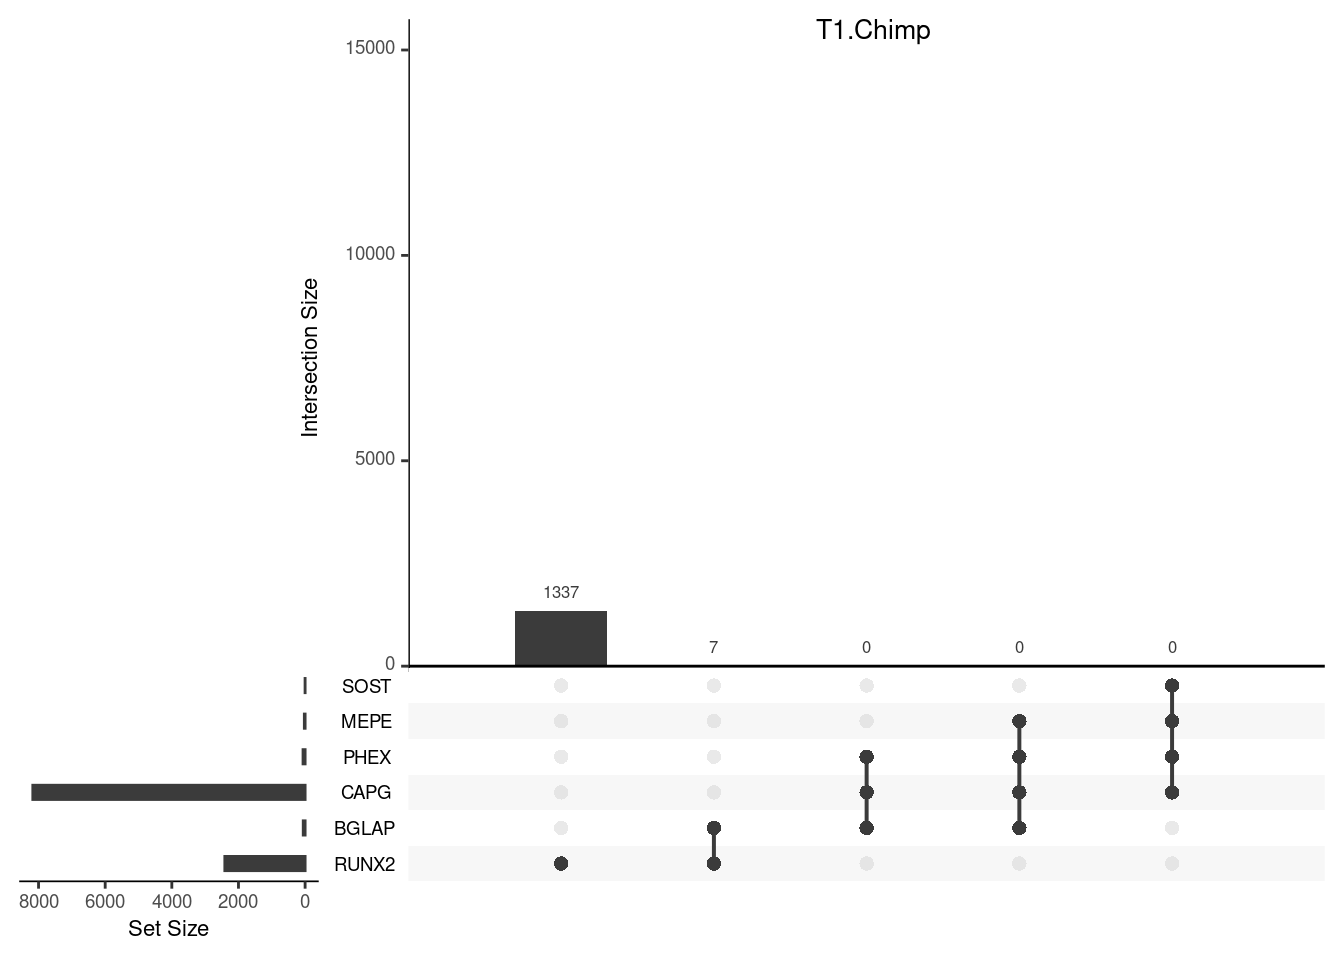 T1.Chimp
15000
10000
5000
0
Intersection Size
1337
7
0
0
0
SOST
MEPE
PHEX
CAPG
BGLAP
RUNX2
8000 6000 4000 2000 0
Set Size